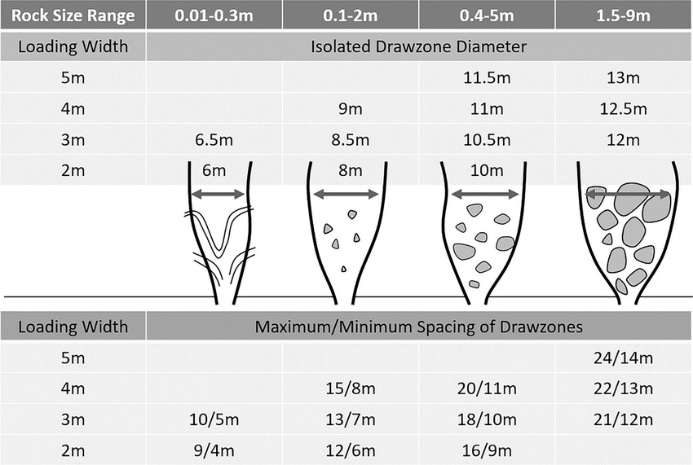 Rock Size Range 0.01-0.3m 0.1-2m 0.4-5m 1.5-9m
Loading Width Isolated Drawzone Diameter
5m 11.5m 13m
4m 9m 11m 12.5m
3m 6.5m 8.5m 10.5m 12m
2m 6m 8m 10m
Loading Width Maximum/Minimum Spacing of Drawzones
5m 24/14m
4m 15/8m 20/11m 22/13m
3m 10/5m 13/7m 18/10m 21/12m
2m 9/4m 12/6m 16/9m